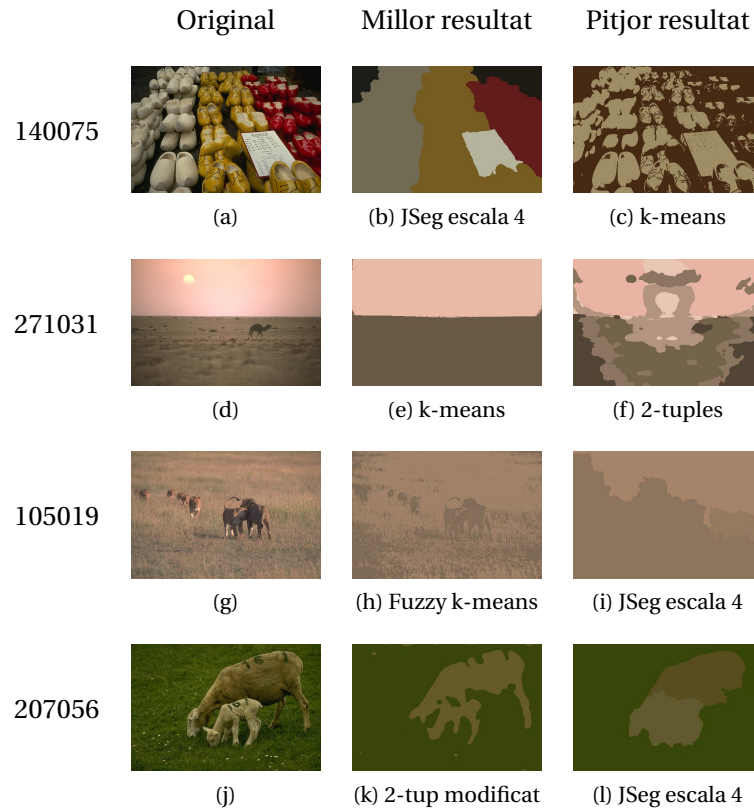 Original Millor resultat Pitjor resultat
140075
(a) (b) JSeg escala 4 (c) k-means
271031
(d) (e) k-means (f) 2-tuples
105019
(g) (h) Fuzzy k-means (i) JSeg escala 4
207056
(j) (k) 2-tup modificat (l) JSeg escala 4